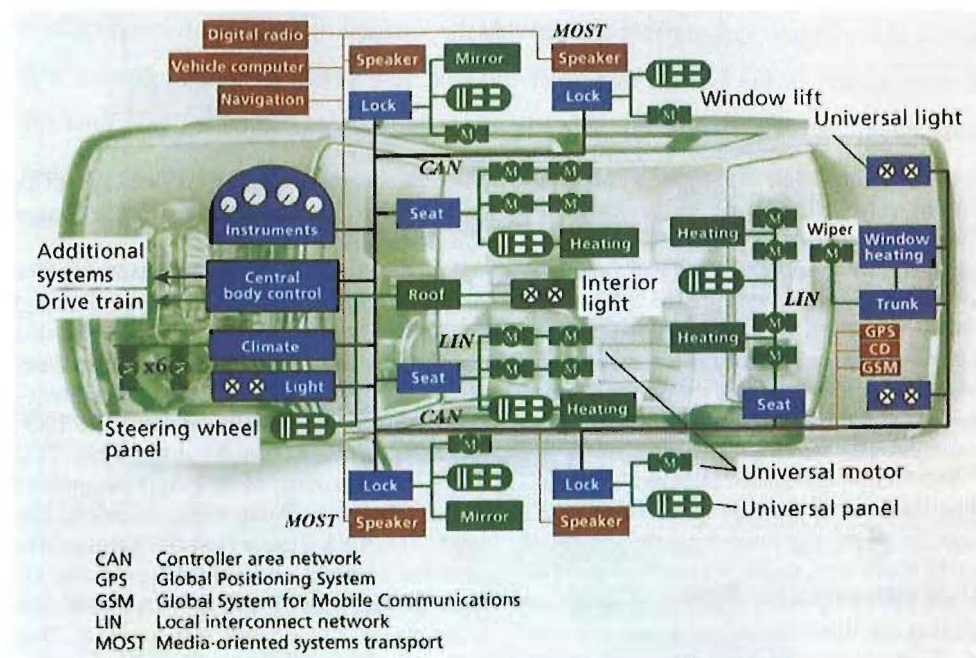 Digital radio
Vehicle computer
Navigation
Speaker
Mirror
Lock
M
MOST
Speaker
Lock
M
Window lift
Universal light
CAN
Instruments
Seat
M M
M M
Heating
Heating
M
M
Wiper
M
Window
heating
Additional
systems
Drive train
Central
body control
Roof
Interior
light
LIN
Trunk
Climate
x6
Light
LIN
Seat
M M
M M
Heating
CAN
Heating
M
M
Seat
GPS
CD
GSM
Steering wheel
panel
Lock
M
Mirror
MOST
Speaker
Lock
M
Speaker
Universal motor
Universal panel
CAN Controller area network
GPS Global Positioning System
GSM Global System for Mobile Communications
LIN Local interconnect network
MOST Media-oriented systems transport